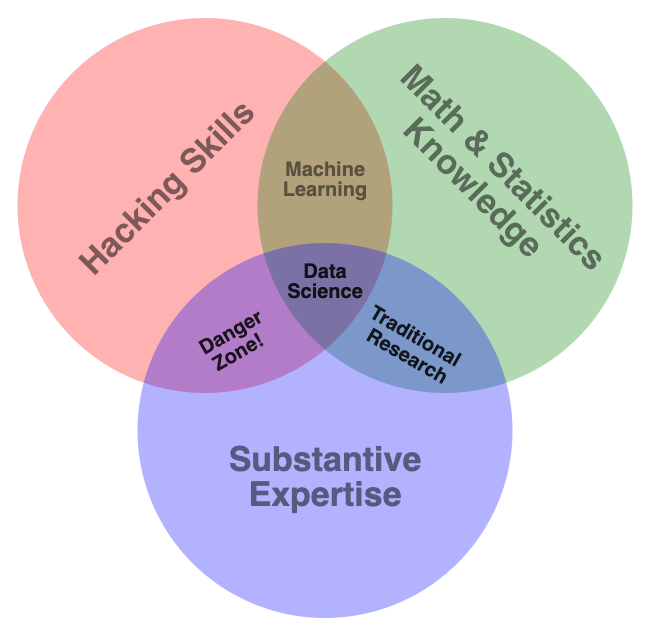 Hacking Skills
Math & Statistics
Knowledge
Machine
Learning
Data
Science
Danger
Zone!
Traditional
Research
Substantive
Expertise